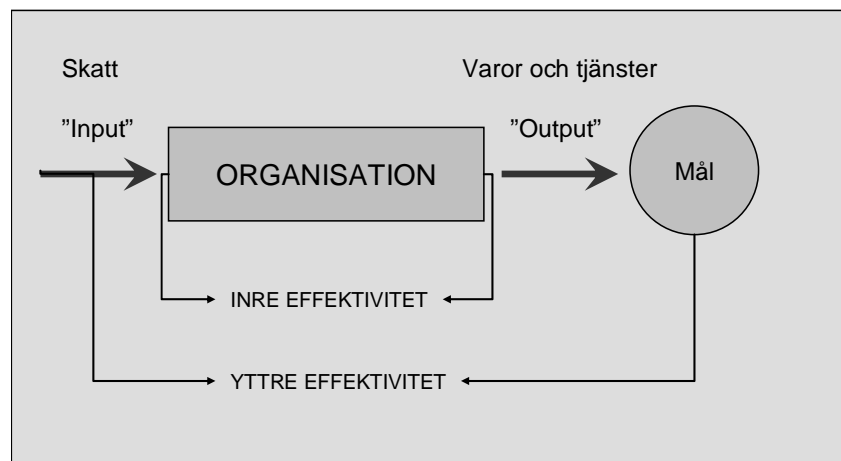 Skatt
Varor och tjänster
”Input”
”Output”
ORGANISATION
Mål
INRE EFFEKTIVITET
YTTRE EFFEKTIVITET